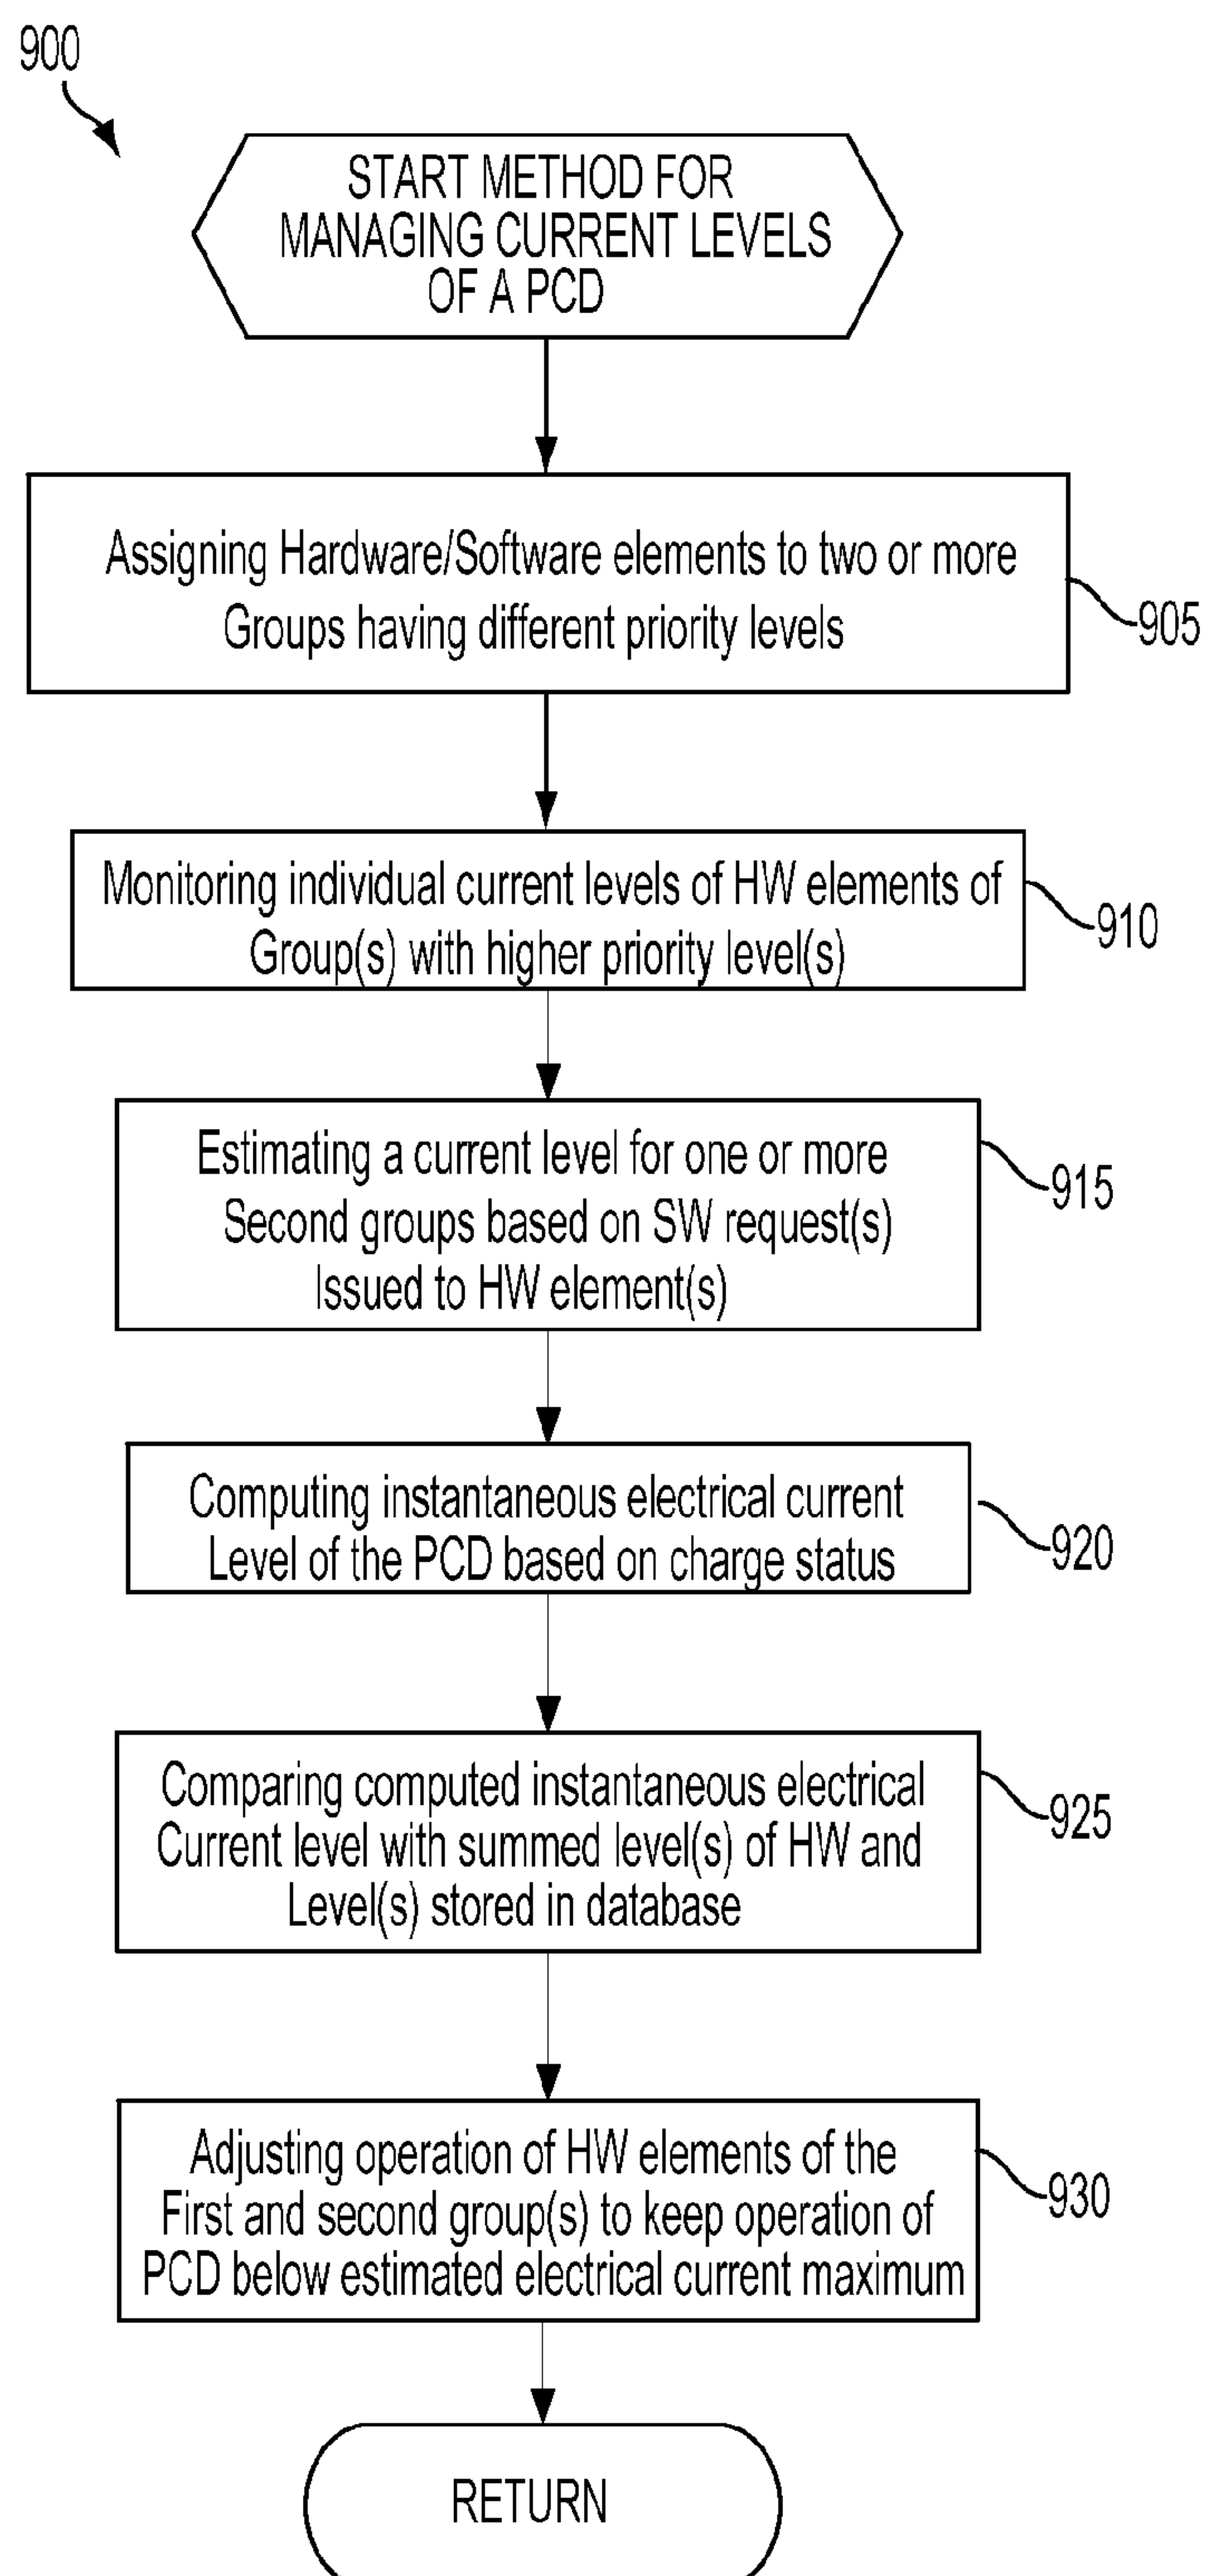 900
START METHOD FOR
MANAGING CURRENT LEVELS
OF A PCD
Assigning Hardware/Software elements to two or more
Groups having different priority levels
905
Monitoring individual current levels of HW elements of
Group(s) with higher priority level(s)
910
Estimating a current level for one or more
Second groups based on SW request(s)
Issued to HW element(s)
915
Computing instantaneous electrical current
Level of the PCD based on charge status
920
Comparing computed instantaneous electrical
Current level with summed level(s) of HW and
Level(s) stored in database
925
Adjusting operation of HW elements of the
First and second group(s) to keep operation of
PCD below estimated electrical current maximum
930
RETURN